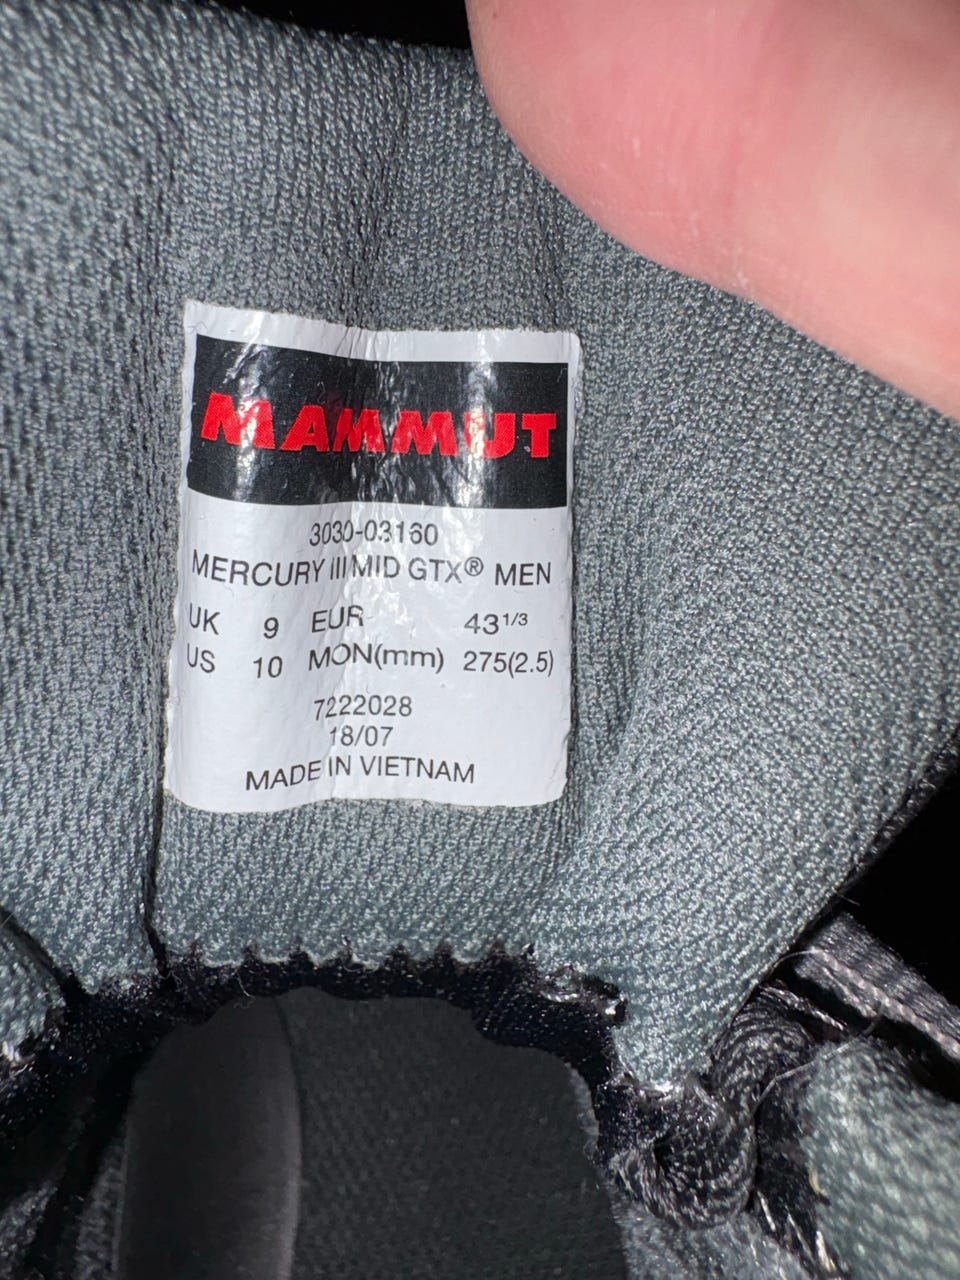 MAMMUT
3030-03160
MERCURY III MID GTX® MEN
UK 9 EUR 43 1/3
US 10 MON(mm) 275(2.5)
7222028
18/07
MADE IN VIETNAM